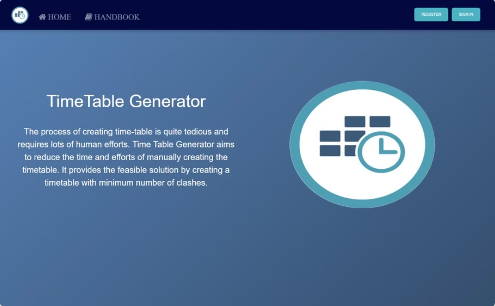 HOME HANDBOOK REGISTER SIGN IN
TimeTable Generator
The process of creating time-table is quite tedious and
requires lots of human efforts. Time Table Generator aims
to reduce the time and efforts of manually creating the
timetable. It provides the feasible solution by creating a
timetable with minimum number of clashes.